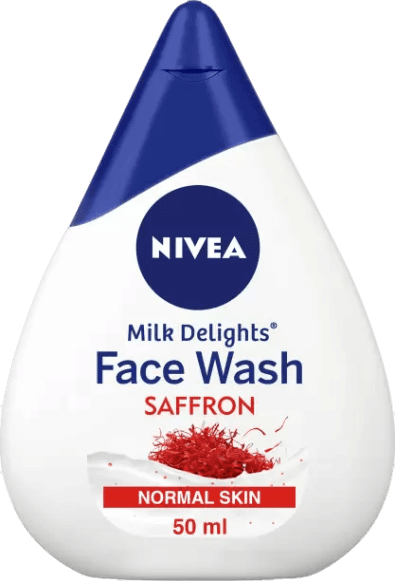 NIVEA
Milk Delights®
Face Wash
SAFFRON
NORMAL SKIN
50 ml